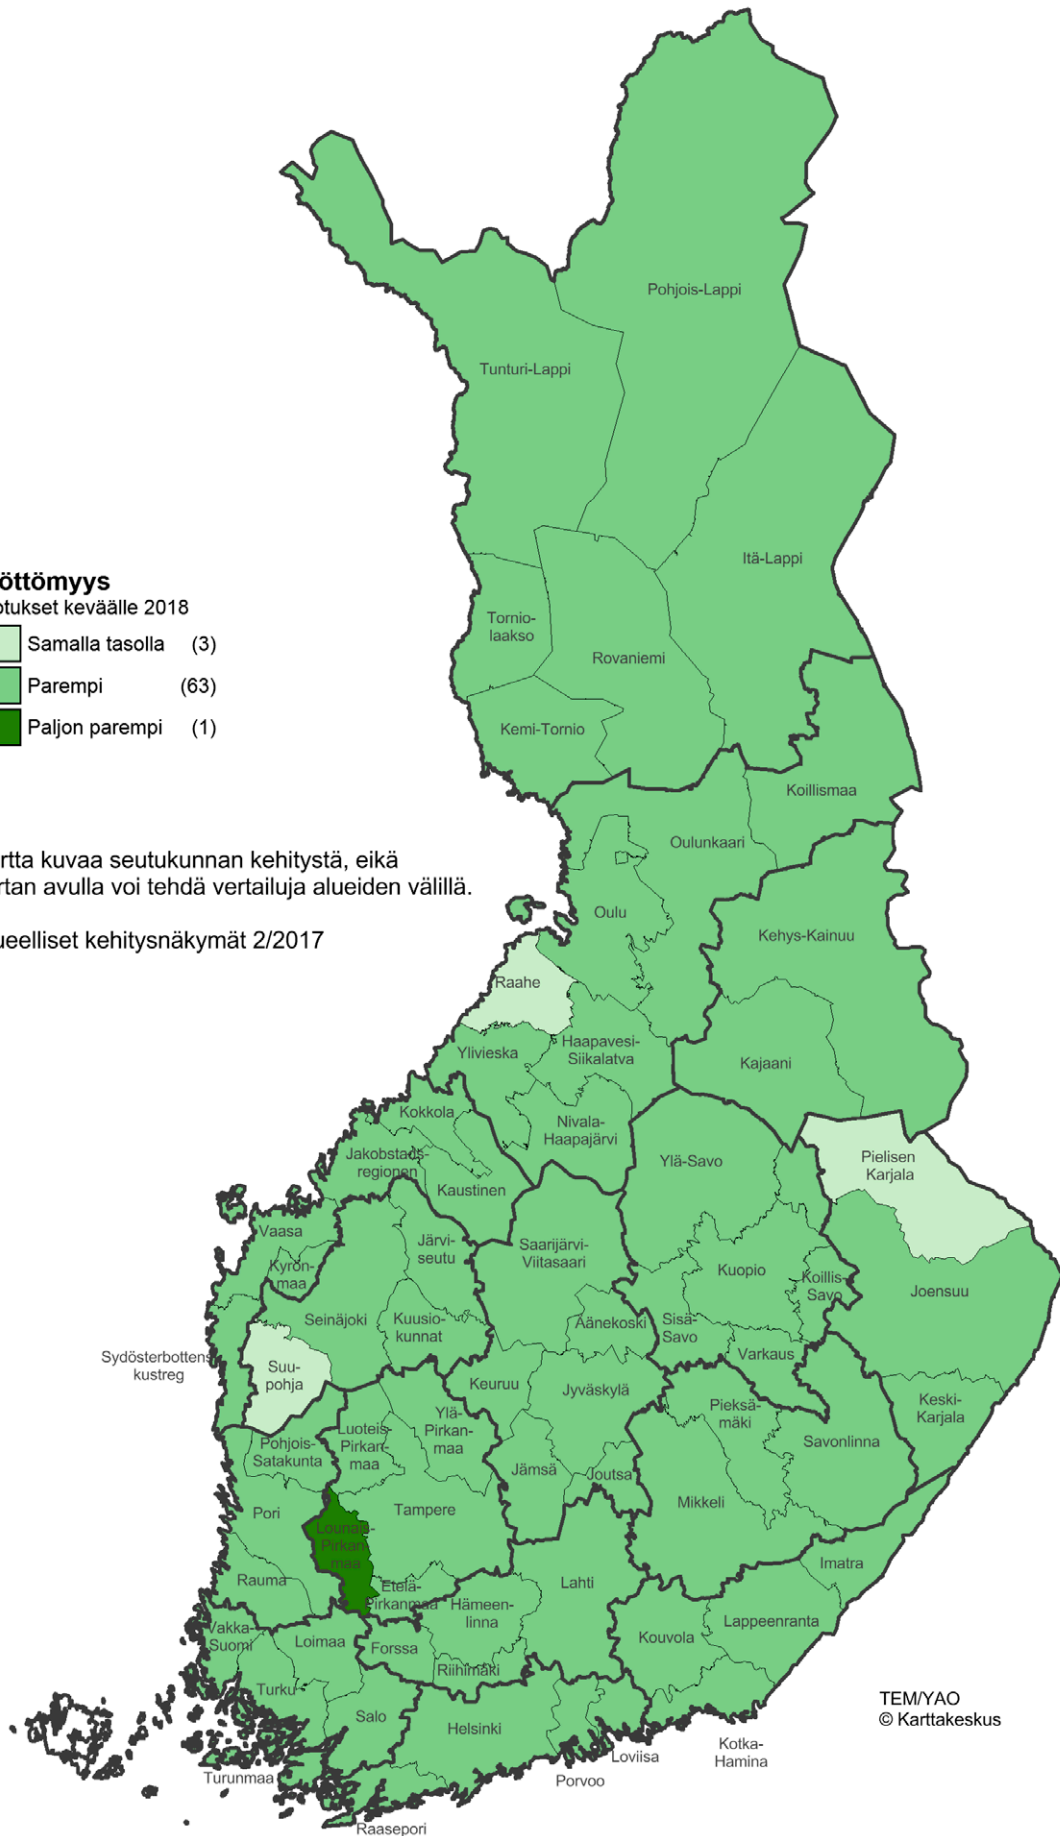 Pohjois-Lappi
Tunturi-Lappi
Itä-Lappi
öttömyys
otukset keväälle 2018
Samalla tasolla (3)
Parempi (63)
Paljon parempi (1)
Tornio-
laakso
Rovaniemi
Kemi-Tornio
Koillismaa
Oulunkaari
rtta kuvaa seutukunnan kehitystä, eikä
rtan avulla voi tehdä vertailuja alueiden välillä.
ueelliset kehitysnäkymät 2/2017
Oulu
Kehys-Kainuu
Raahe
Ylivieska
Haapavesi-
Siikalatva
Kajaani
Kokkola
Nivala-
Haapajärvi
Jakobstads-
regionen
Kaustinen
Ylä-Savo
Pielisen
Karjala
Vaasa
Kyrön-
maa
Järvi-
seutu
Saarijärvi-
Viitasaari
Kuopio
Koillis-
Savo
Joensuu
Seinäjoki
Kuusio-
kunnat
Äänekoski
Sisä-
Savo
Varkaus
Sydösterbottens
kustreg
Suu-
pohja
Keuruu
Jyväskylä
Pieksä-
mäki
Keski-
Karjala
Savonlinna
Pohjois-
Satakunta
Luoteis-
Pirkan-
maa
Ylä-
Pirkan-
maa
Jämsä
Joutsa
Mikkeli
Pori
Tampere
Lounais-
Pirkan-
maa
Imatra
Rauma
Etelä-
Pirkanmaa
Hämeen-
linna
Lahti
Lappeenranta
Kouvola
Vakka-
Suomi
Loimaa
Forssa
Riihimäki
Turku
Salo
Helsinki
TEM/YAO
© Karttakeskus
Kotka-
Hamina
Loviisa
Porvoo
Turunmaa
Raasepori